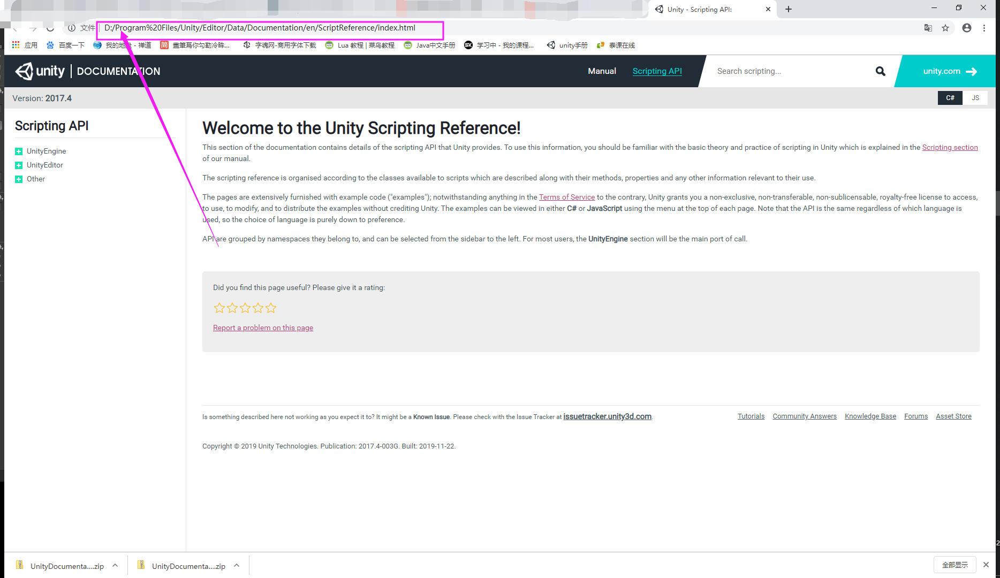 Unity - Scripting API:
文件 D:/Program%20Files/Unity/Editor/Data/Documentation/en/ScriptReference/index.html
应用 百度一下 我的地盘 - 禅道 畫筆爲你勾勒冷眸... 字魂网-商用字体下载 Lua 教程 | 菜鸟教程 Java中文手册 学习中 - 我的课程... unity手册 泰课在线
unity DOCUMENTATION Manual Scripting API Search scripting... unity.com
Version: 2017.4 C# JS
Scripting API
UnityEngine
UnityEditor
Other
Welcome to the Unity Scripting Reference!
This section of the documentation contains details of the scripting API that Unity provides. To use this information, you should be familiar with the basic theory and practice of scripting in Unity which is explained in the Scripting section
of our manual.
The scripting reference is organised according to the classes available to scripts which are described along with their methods, properties and any other information relevant to their use.
The pages are extensively furnished with example code ("examples"); notwithstanding anything in the Terms of Service to the contrary, Unity grants you a non-exclusive, non-transferable, non-sublicensable, royalty-free license to access,
to use, to modify, and to distribute the examples without crediting Unity. The examples can be viewed in either C# or JavaScript using the menu at the top of each page. Note that the API is the same regardless of which language is
used, so the choice of language is purely down to preference.
API are grouped by namespaces they belong to, and can be selected from the sidebar to the left. For most users, the UnityEngine section will be the main port of call.
Did you find this page useful? Please give it a rating:
Report a problem on this page
Is something described here not working as you expect it to? It might be a Known Issue. Please check with the Issue Tracker at issuetracker.unity3d.com.
Tutorials Community Answers Knowledge Base Forums Asset Store
Copyright © 2019 Unity Technologies. Publication: 2017.4-003G. Built: 2019-11-22.
UnityDocumenta....zip UnityDocumenta....zip 全部显示
2